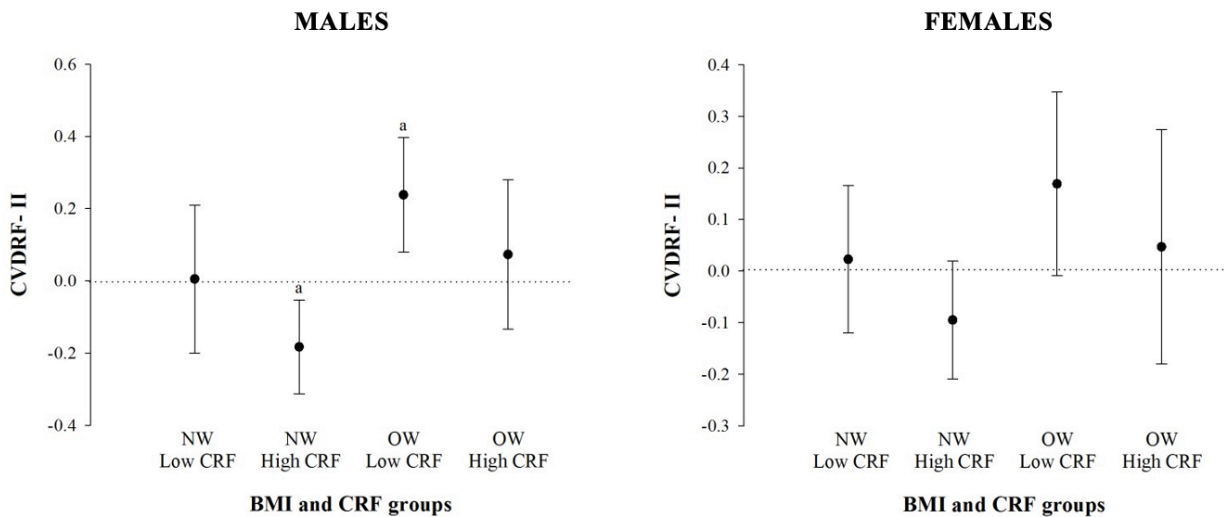 MALES
0.6
0.4
0.2
0.0
-0.2
-0.4
CVDRF- II
a
a
NW
Low CRF
NW
High CRF
OW
Low CRF
OW
High CRF
BMI and CRF groups
FEMALES
0.4
0.3
0.2
0.1
0.0
-0.1
-0.2
-0.3
CVDRF- II
NW
Low CRF
NW
High CRF
OW
Low CRF
OW
High CRF
BMI and CRF groups